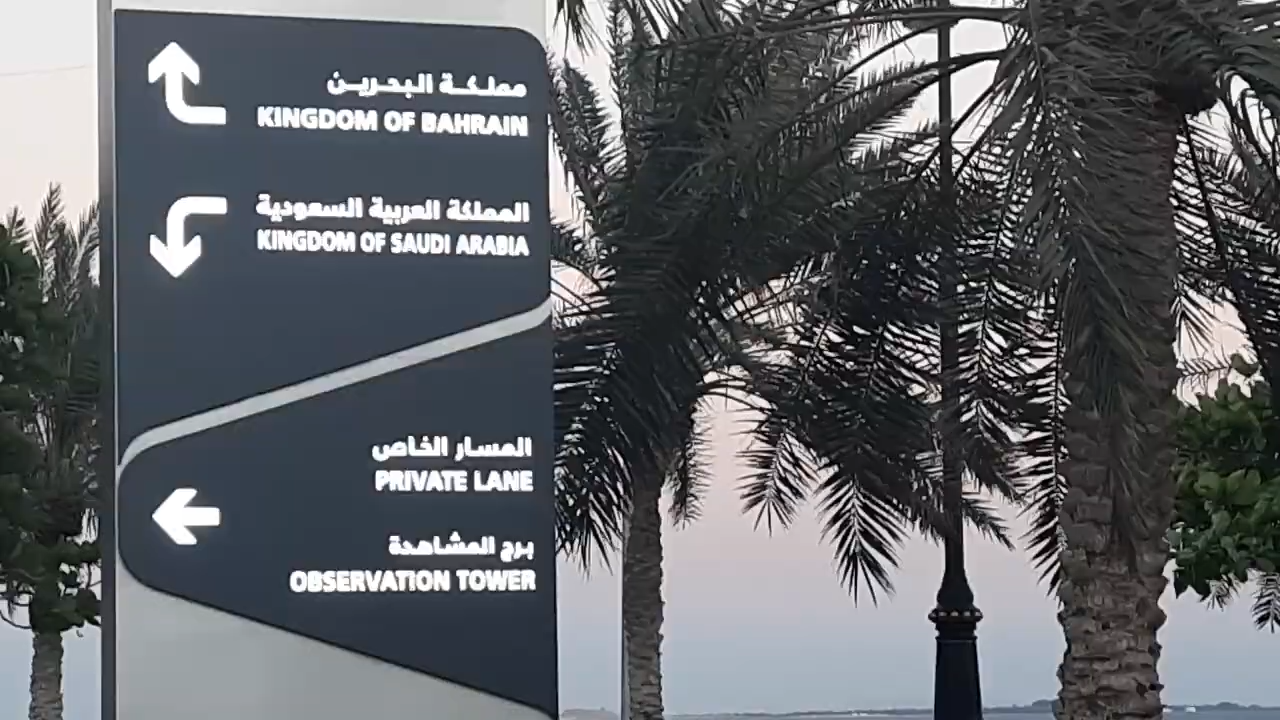 مملكة البحرين
KINGDOM OF BAHRAIN
المملكة العربية السعودية
KINGDOM OF SAUDI ARABIA
المسار الخاص
PRIVATE LANE
برج المشاهدة
OBSERVATION TOWER